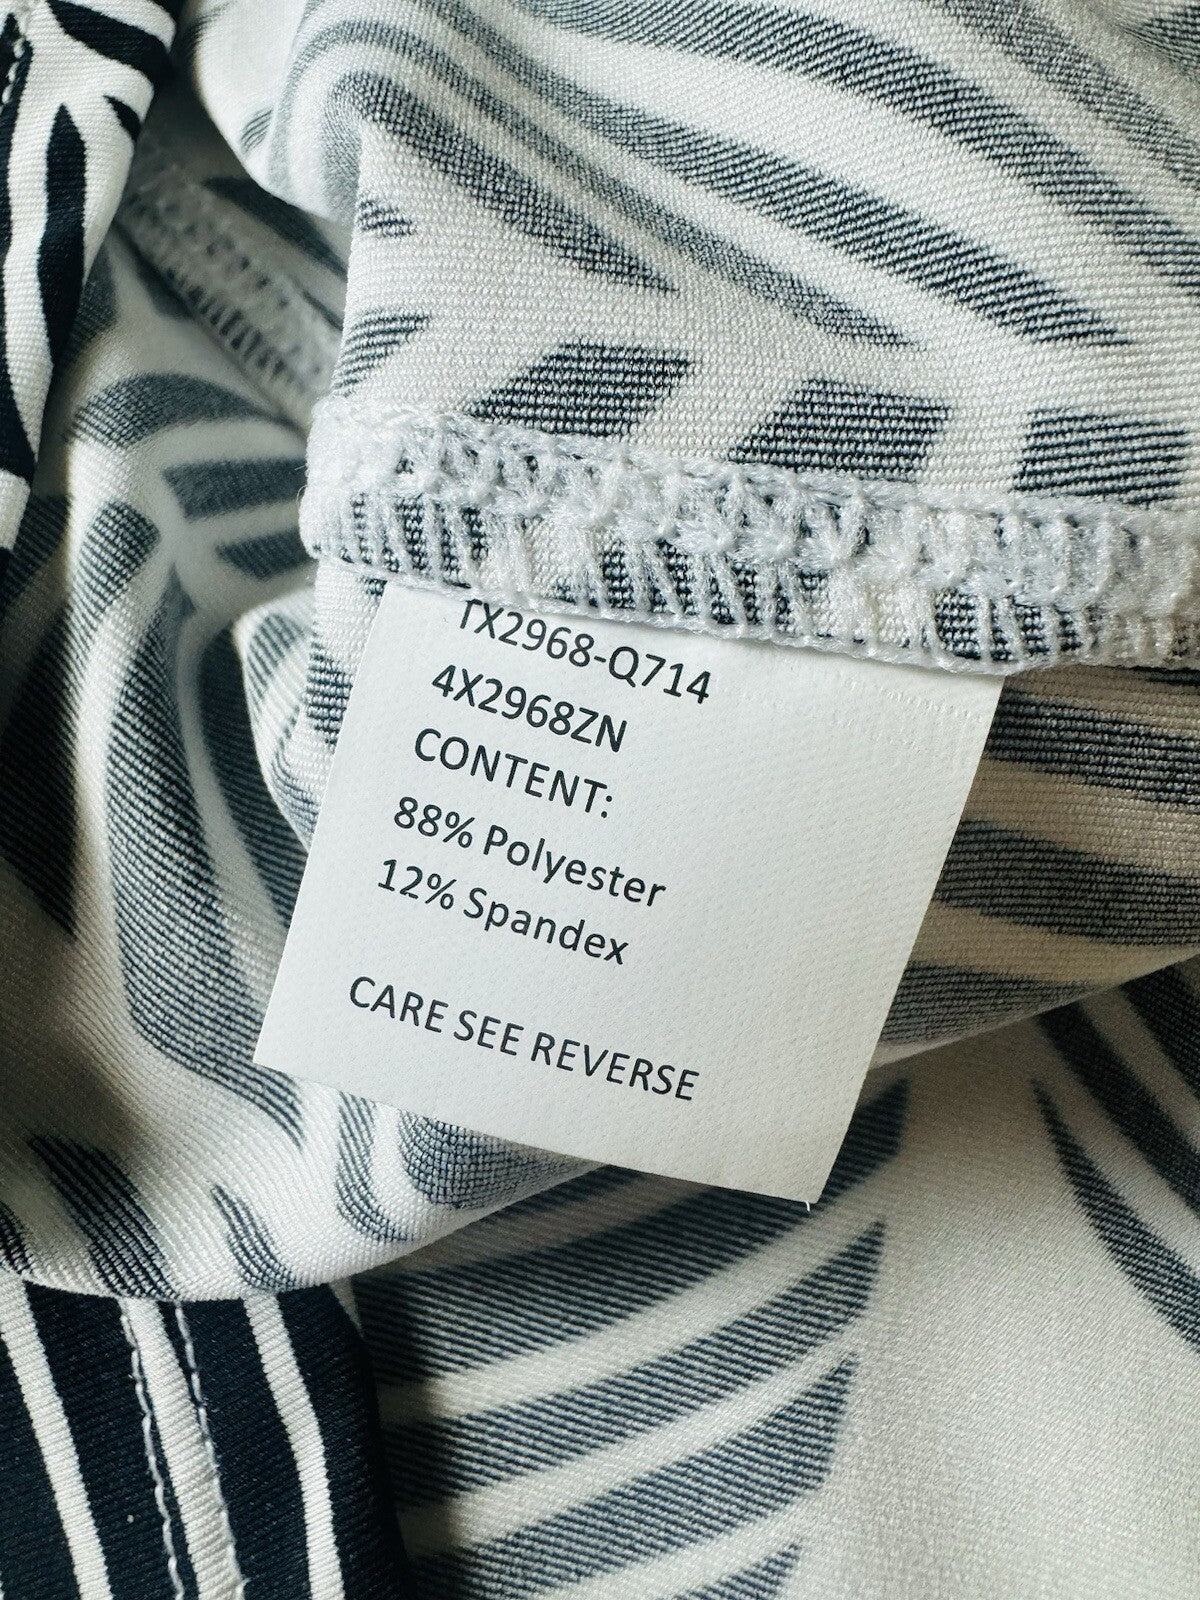 TX2968-Q714
4X2968ZN
CONTENT:
88% Polyester
12% Spandex
CARE SEE REVERSE